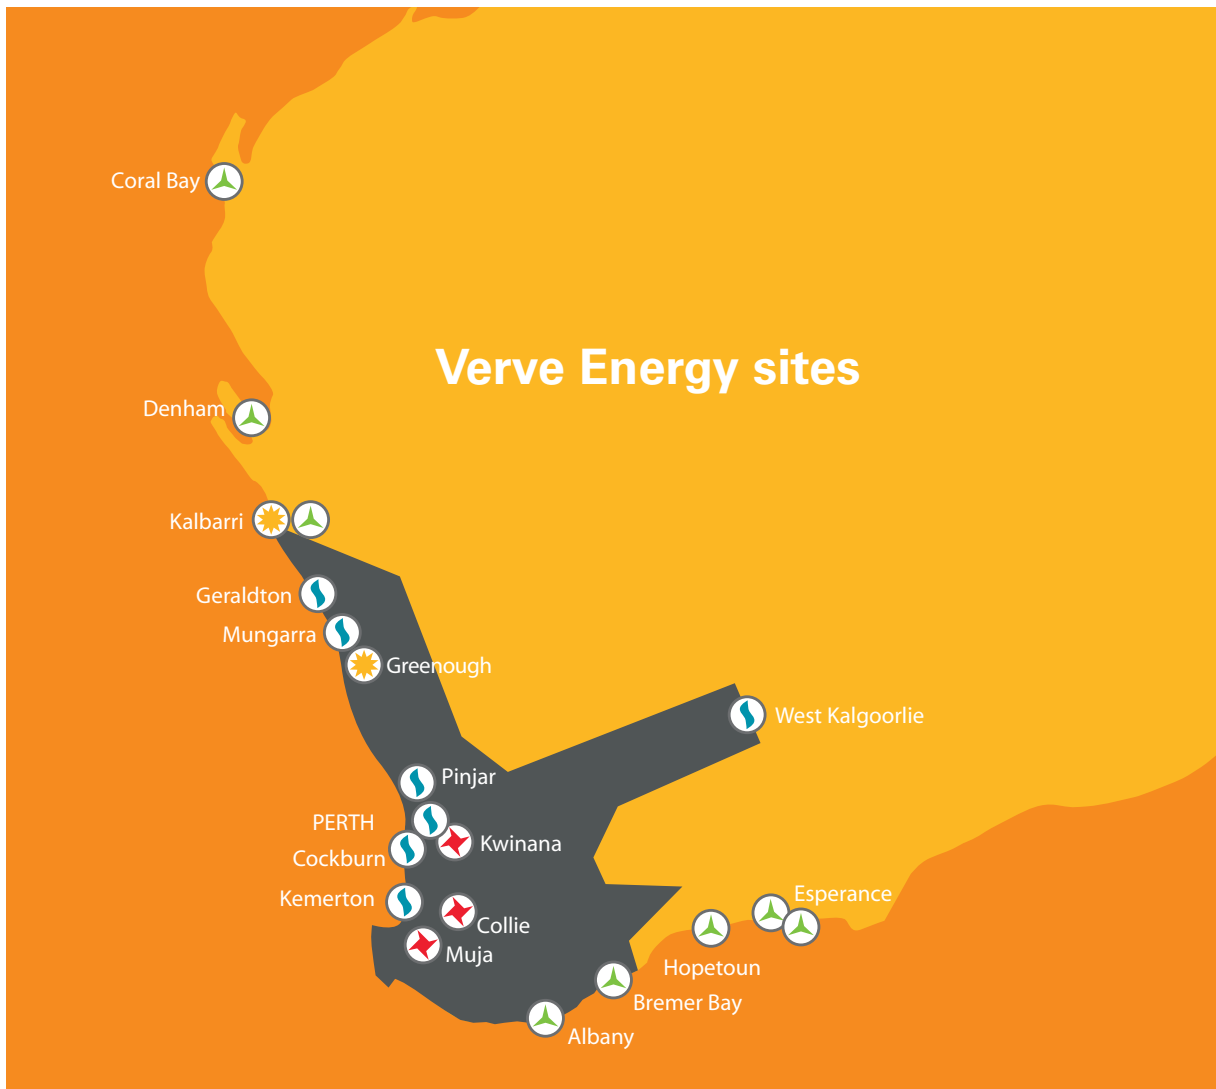 Coral Bay
Verve Energy sites
Denham
Kalbarri
Geraldton
Mungarra
Greenough
West Kalgoorlie
Pinjar
PERTH
Kwinana
Cockburn
Kemerton
Esperance
Collie
Muja
Hopetoun
Bremer Bay
Albany